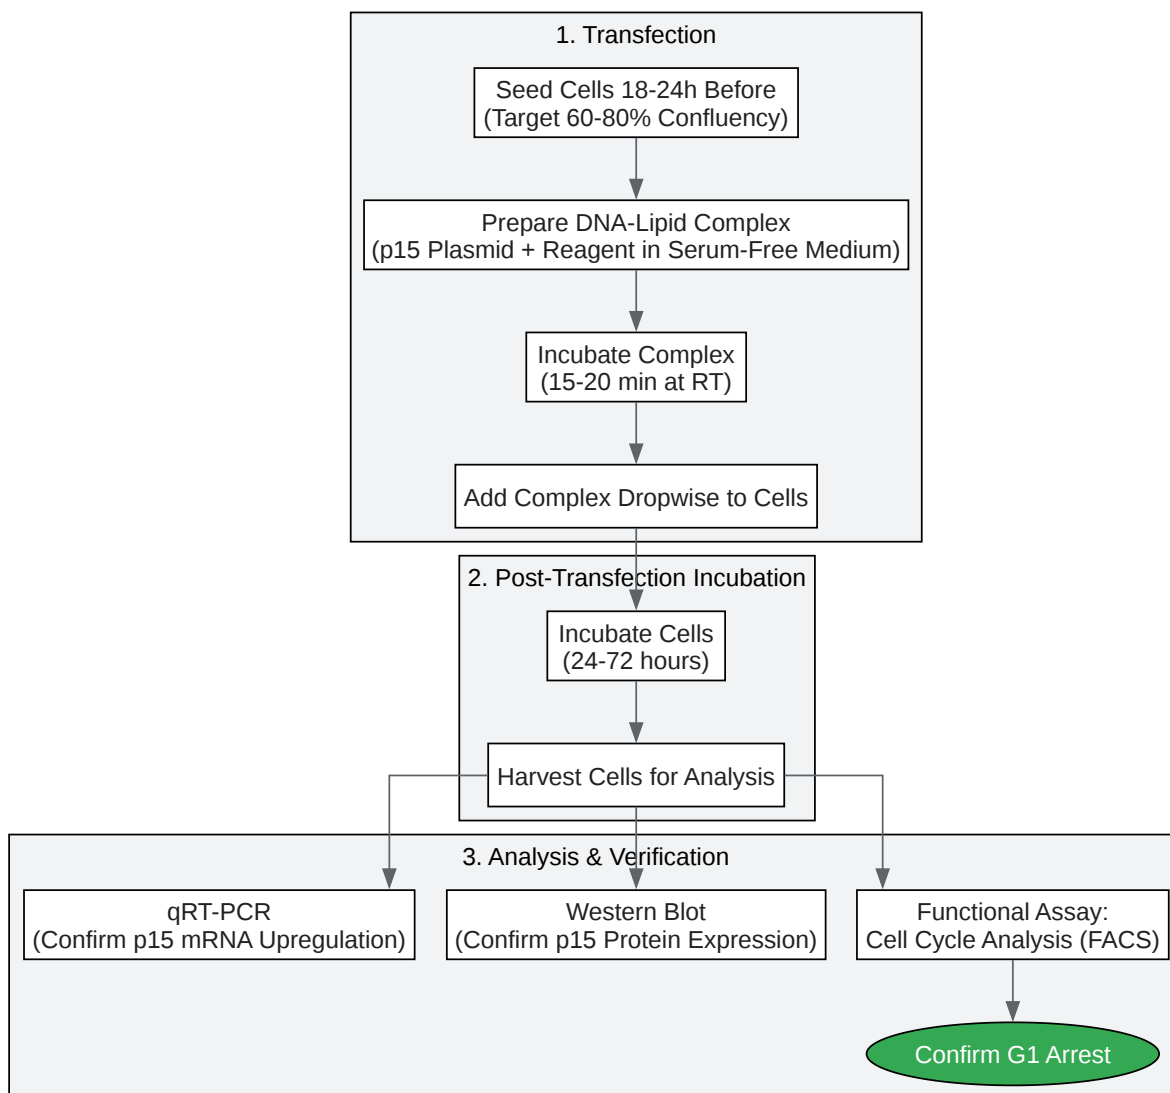 1. Transfection
Seed Cells 18-24h Before
(Target 60-80% Confluency)
Prepare DNA-Lipid Complex
(p15 Plasmid + Reagent in Serum-Free Medium)
Incubate Complex
(15-20 min at RT)
Add Complex Dropwise to Cells
2. Post-Transfection Incubation
Incubate Cells
(24-72 hours)
Harvest Cells for Analysis
3. Analysis & Verification
qRT-PCR
(Confirm p15 mRNA Upregulation)
Western Blot
(Confirm p15 Protein Expression)
Functional Assay:
Cell Cycle Analysis (FACS)
Confirm G1 Arrest